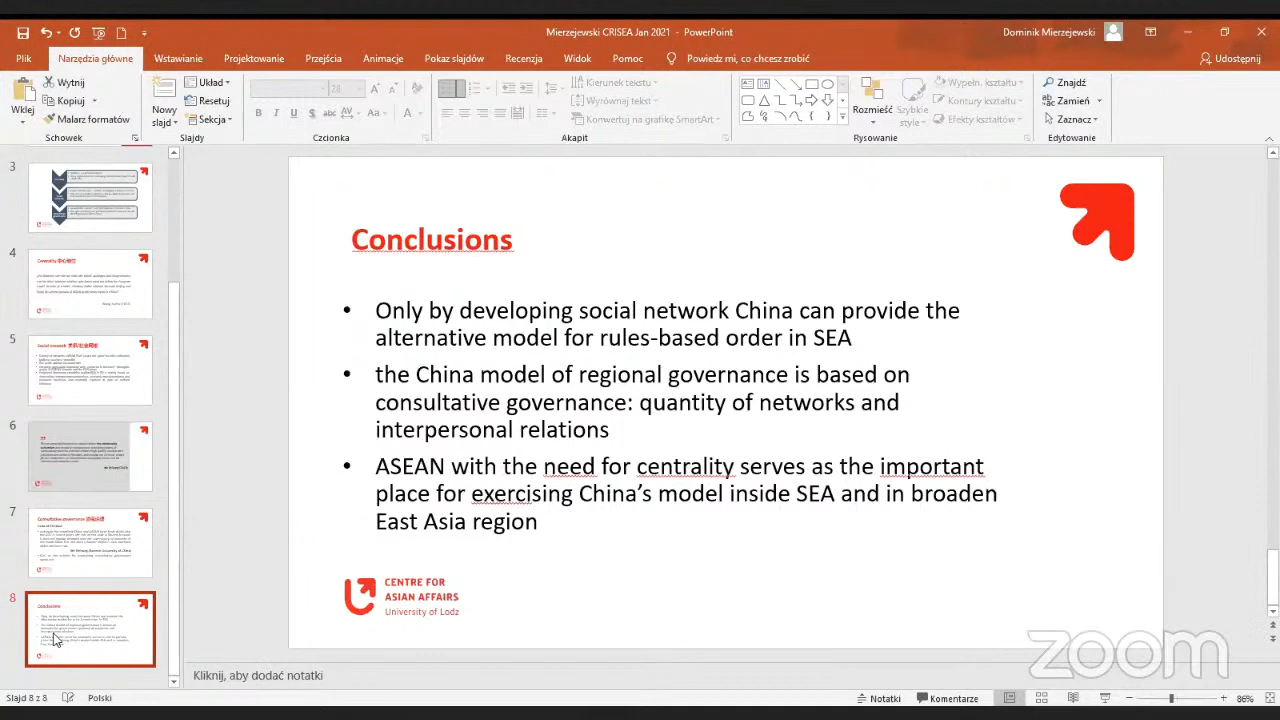 Mierzejewski CRISEA Jan 2021 - PowerPoint
Dominik Mierzejewski
Plik Narzędzia główne Wstawianie Projektowanie Przejścia Animacje Pokaz slajdów Recenzja Widok Pomoc Powiedz mi, co chcesz zrobić Udostępnij
Wklej
Wytnij
Kopiuj
Malarz formatów
Schowek
Nowy slajd
Układ
Resetuj
Sekcja
Slajdy
28
Czcionka
Kierunek tekstu
Wyrównaj tekst
Konwertuj na grafikę SmartArt
Akapit
Rozmieść
Szybkie style
Wypełn. kształtu
Kontury kształtu
Efekty kształtów
Rysowanie
Znajdź
Zamień
Zaznacz
Edytowanie
3
4
5
6
7
8
Conclusions
• Only by developing social network China can provide the
alternative model for rules-based order in SEA
• the China model of regional governance is based on
consultative governance: quantity of networks and
interpersonal relations
• ASEAN with the need for centrality serves as the important
place for exercising China's model inside SEA and in broaden
East Asia region
CENTRE FOR
ASIAN AFFAIRS
University of Lodz
zoom
Kliknij, aby dodać notatki
Slajd 8 z 8 Polski Notatki Komentarze 86%